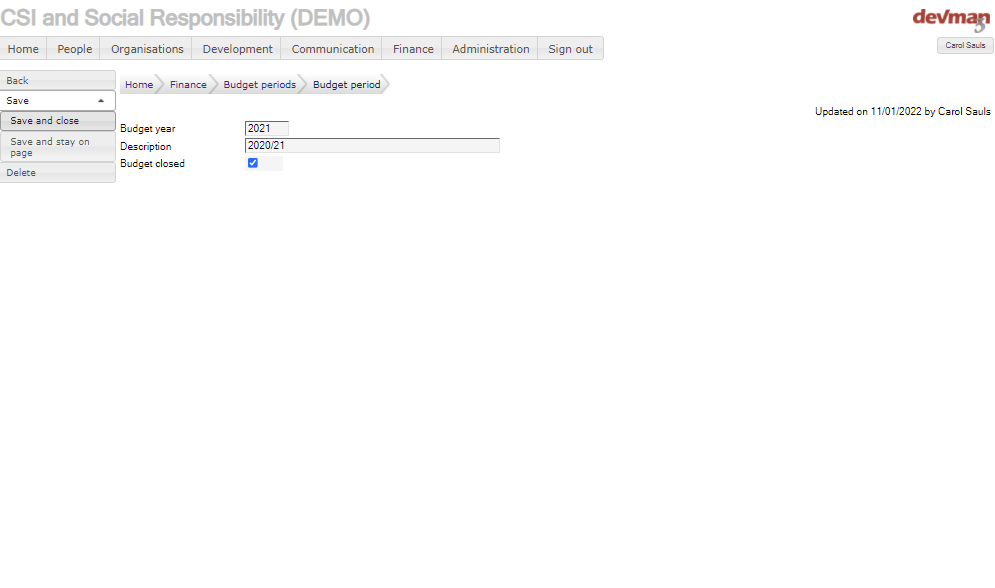 CSI and Social Responsibility (DEMO)
devman
3
Home People Organisations Development Communication Finance Administration Sign out
Carol Sauls
Back
Save
Save and close
Save and stay on
page
Delete
Home Finance Budget periods Budget period
Updated on 11/01/2022 by Carol Sauls
Budget year 2021
Description 2020/21
Budget closed